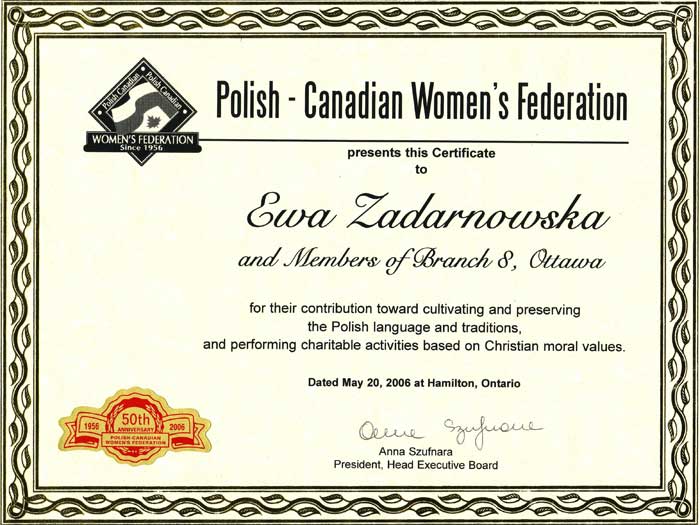 Polish Canadian Polish Canadian
WOMEN'S FEDERATION
Since 1956
Polish - Canadian Women's Federation
presents this Certificate
to
Ewa Zadarnowska
and Members of Branch 8, Ottawa
for their contribution toward cultivating and preserving
the Polish language and traditions,
and performing charitable activities based on Christian moral values.
Dated May 20, 2006 at Hamilton, Ontario
1956 50th 2006
ANNIVERSARY
POLISH-CANADIAN
WOMEN'S FEDERATION
Anna Szufnara
Anna Szufnara
President, Head Executive Board